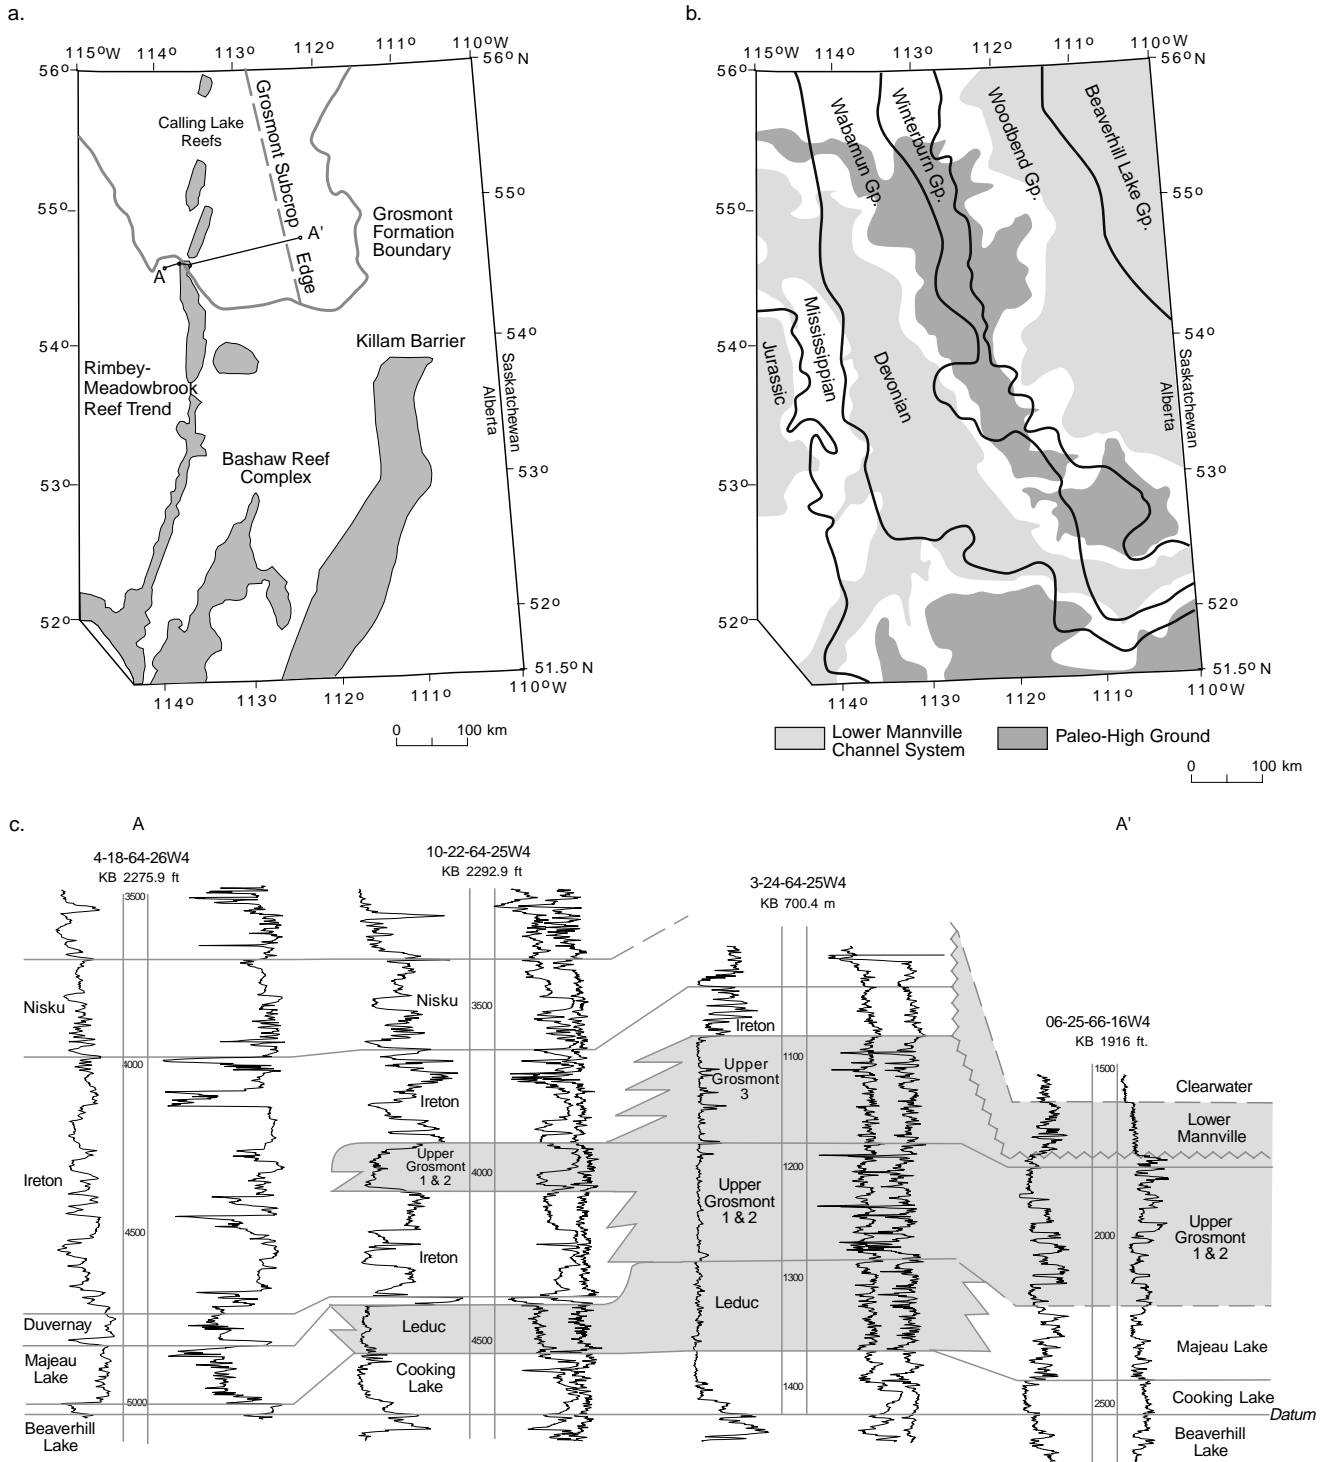 a.
115°W
114°
113°
112°
111°
110°W
56° N
56°
55°
54°
53°
52°
55°
54°
53°
52°
51.5° N
110°W
114°
113°
112°
111°
Calling Lake
Reefs
Grosmont Subcrop Edge
A
A'
Grosmont
Formation
Boundary
Killam Barrier
Rimbey-
Meadowbrook
Reef Trend
Bashaw Reef
Complex
Saskatchewan
Alberta
0 100 km
b.
115°W
114°
113°
112°
111°
110°W
56° N
56°
55°
54°
53°
52°
55°
54°
53°
52°
51.5° N
110°W
114°
113°
112°
111°
Wabamun Gp.
Winterburn Gp.
Woodbend Gp.
Beaverhill Lake Gp.
Mississippian
Jurassic
Devonian
Saskatchewan
Alberta
Lower Mannville
Channel System
Paleo-High Ground
0 100 km
c.
A
A'
4-18-64-26W4
KB 2275.9 ft
3500
4000
4500
5000
Nisku
Ireton
Duvernay
Majeau
Lake
Beaverhill
Lake
10-22-64-25W4
KB 2292.9 ft
3500
4000
4500
Nisku
Ireton
Upper
Grosmont
1 & 2
Ireton
Leduc
Cooking
Lake
3-24-64-25W4
KB 700.4 m
1100
1200
1300
1400
Ireton
Upper
Grosmont
3
Upper
Grosmont
1 & 2
Leduc
06-25-66-16W4
KB 1916 ft.
1500
2000
2500
Clearwater
Lower
Mannville
Upper
Grosmont
1 & 2
Majeau Lake
Cooking Lake
Datum
Beaverhill
Lake